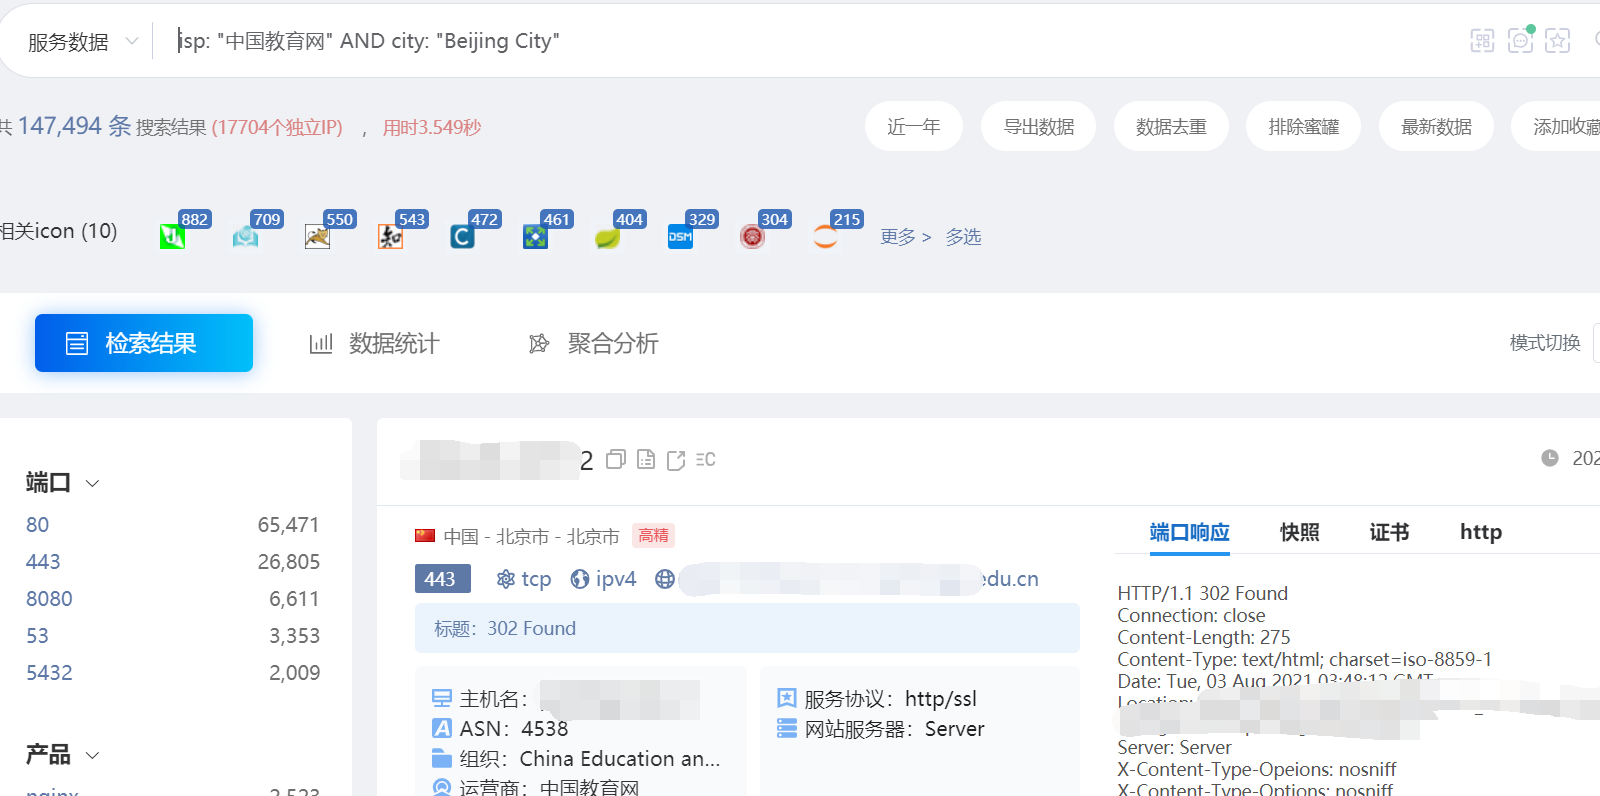 服务数据
isp: "中国教育网" AND city: "Beijing City"
共 147,494 条 搜索结果 (17704个独立IP) ， 用时3.549秒
近一年
导出数据
数据去重
排除蜜罐
最新数据
添加收藏
相关icon (10)
882
709
550
知 543
C 472
461
404
DSM 329
304
215
更多 >
多选
检索结果
数据统计
聚合分析
模式切换
端口
80 65,471
443 26,805
8080 6,611
53 3,353
5432 2,009
产品
nginx 2,523
2
C
202
中国 - 北京市 - 北京市 高精
443 tcp ipv4 edu.cn
标题：302 Found
主机名：
ASN：4538
组织：China Education an...
运营商：中国教育网
服务协议：http/ssl
网站服务器：Server
端口响应
快照
证书
http
HTTP/1.1 302 Found
Connection: close
Content-Length: 275
Content-Type: text/html; charset=iso-8859-1
Date: Tue, 03 Aug 2021 03:48:12 GMT
Location:
Server: Server
X-Content-Type-Opeions: nosniff
X-Content-Type-Options: nosniff